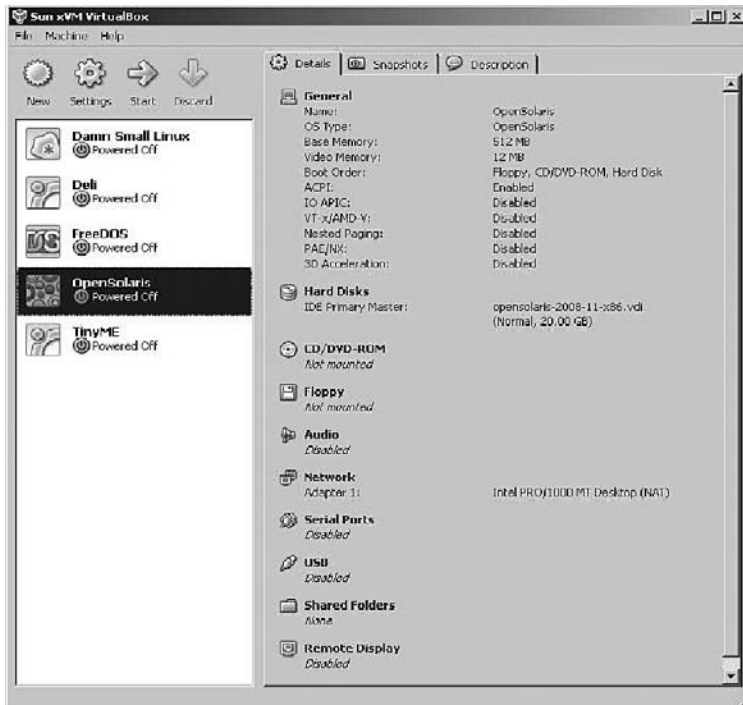 Sun xVM VirtualBox
File Machine Help
New Settings Start Discard
Damn Small Linux
Powered Off
Deli
Powered Off
FreeDOS
Powered Off
OpenSolaris
Powered Off
TinyME
Powered Off
Details Snapshots Description
General
Name: OpenSolaris
OS Type: OpenSolaris
Base Memory: 512 MB
Video Memory: 12 MB
Boot Order: Floppy, CD/DVD-ROM, Hard Disk
ACPI: Enabled
IO APIC: Disabled
VT-x/AMD-V: Disabled
Nested Paging: Disabled
PAE/NX: Disabled
3D Acceleration: Disabled
Hard Disks
IDE Primary Master: opensolaris-2008-11-x86.vdi
(Normal, 20.00 GB)
CD/DVD-ROM
Not mounted
Floppy
Not mounted
Audio
Disabled
Network
Adapter 1: Intel PRO/1000 MT Desktop (NAT)
Serial Ports
Disabled
USB
Disabled
Shared Folders
None
Remote Display
Disabled